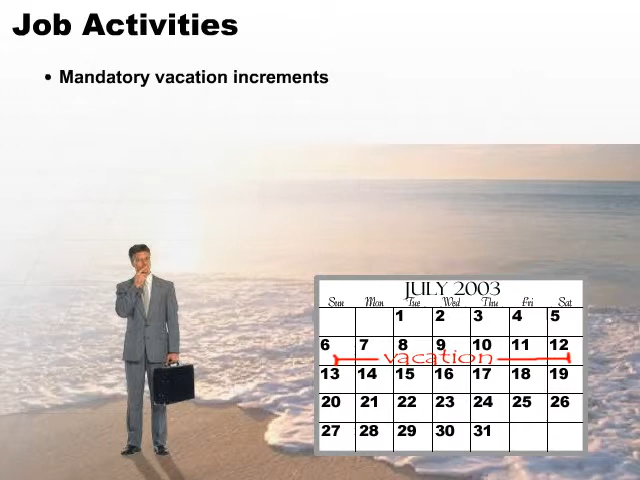 Job Activities
• Mandatory vacation increments
JULY 2003
Sun Mon Tue Wed Thu Fri Sat
1 2 3 4 5
6 7 8 9 10 11 12
vacation
13 14 15 16 17 18 19
20 21 22 23 24 25 26
27 28 29 30 31